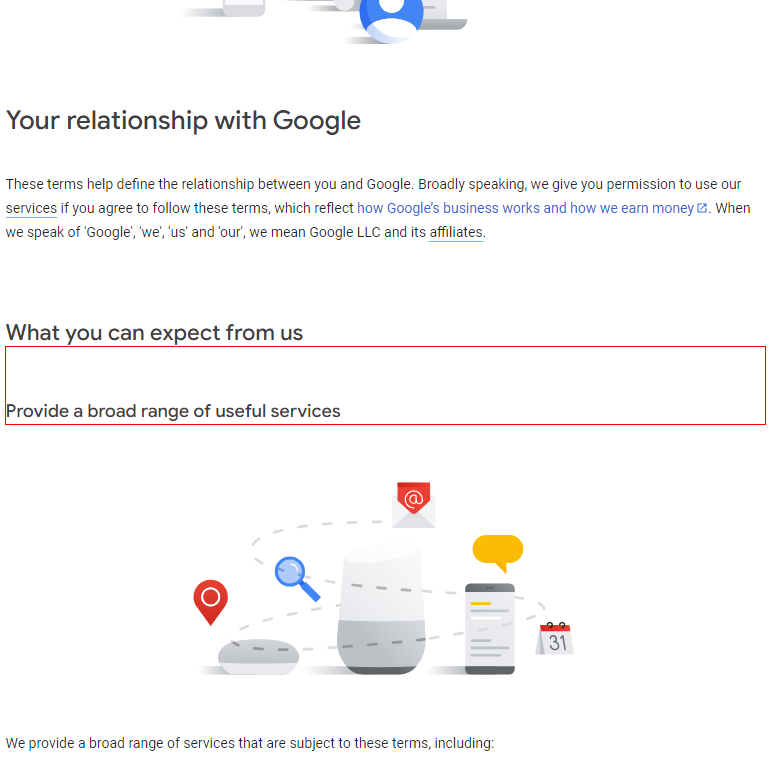 Your relationship with Google
These terms help define the relationship between you and Google. Broadly speaking, we give you permission to use our
services if you agree to follow these terms, which reflect how Google’s business works and how we earn money. When
we speak of 'Google', 'we', 'us' and 'our', we mean Google LLC and its affiliates.
What you can expect from us
Provide a broad range of useful services
@
31
We provide a broad range of services that are subject to these terms, including: